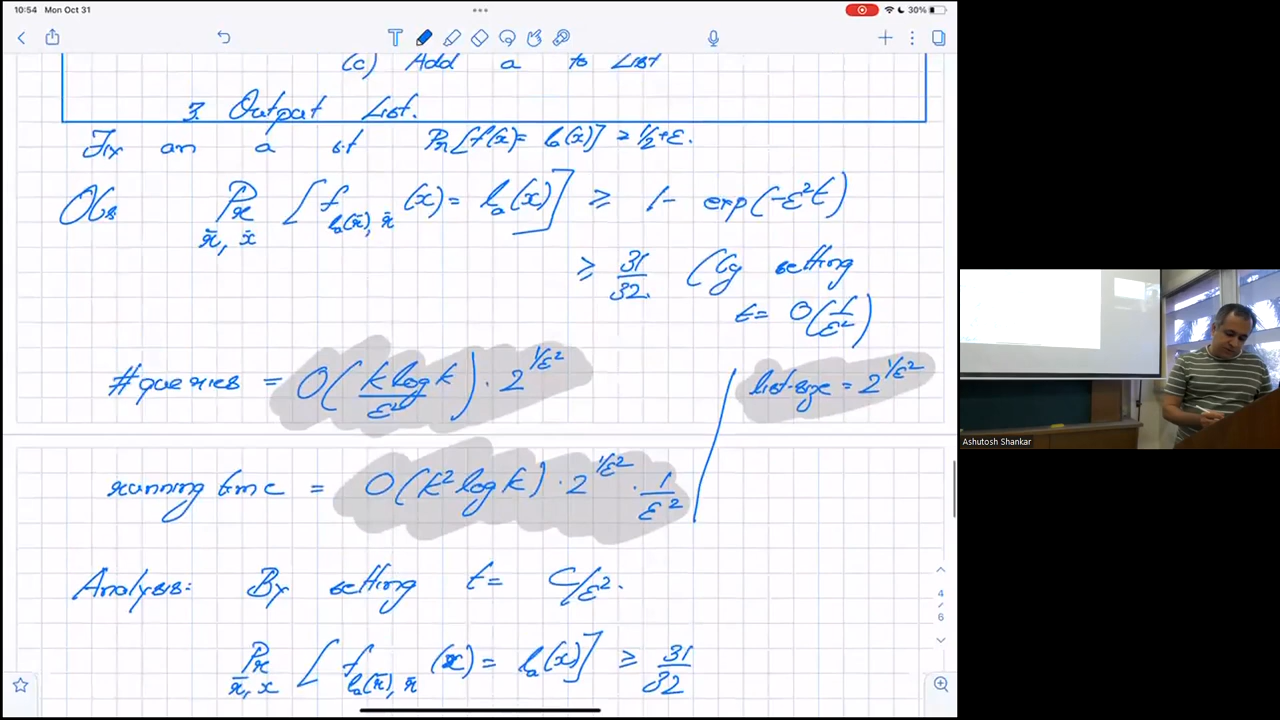 10:54 Mon Oct 31
30%
(c) Add a to List
3. Output List.
Fix an a st Pr[f(x) = la(x)] ≥ 1/2+ε.
Obs Pr r̄, x̄ [f la(r̄), r̄ (x) = la(x)] ≥ 1 - exp(-ε²t)
≥ 31/32 (by setting
t = O(1/ε²)
#queries = O(k log k / ε²) · 2^{1/ε²}
list-size = 2^{1/ε²}
running time = O(k² log k) · 2^{1/ε²} · 1/ε²
Analysis: By setting t = C/ε².
Pr r̄, x [f la(r̄), r̄ (x) = la(x)] ≥ 31/32
4/6
Ashutosh Shankar